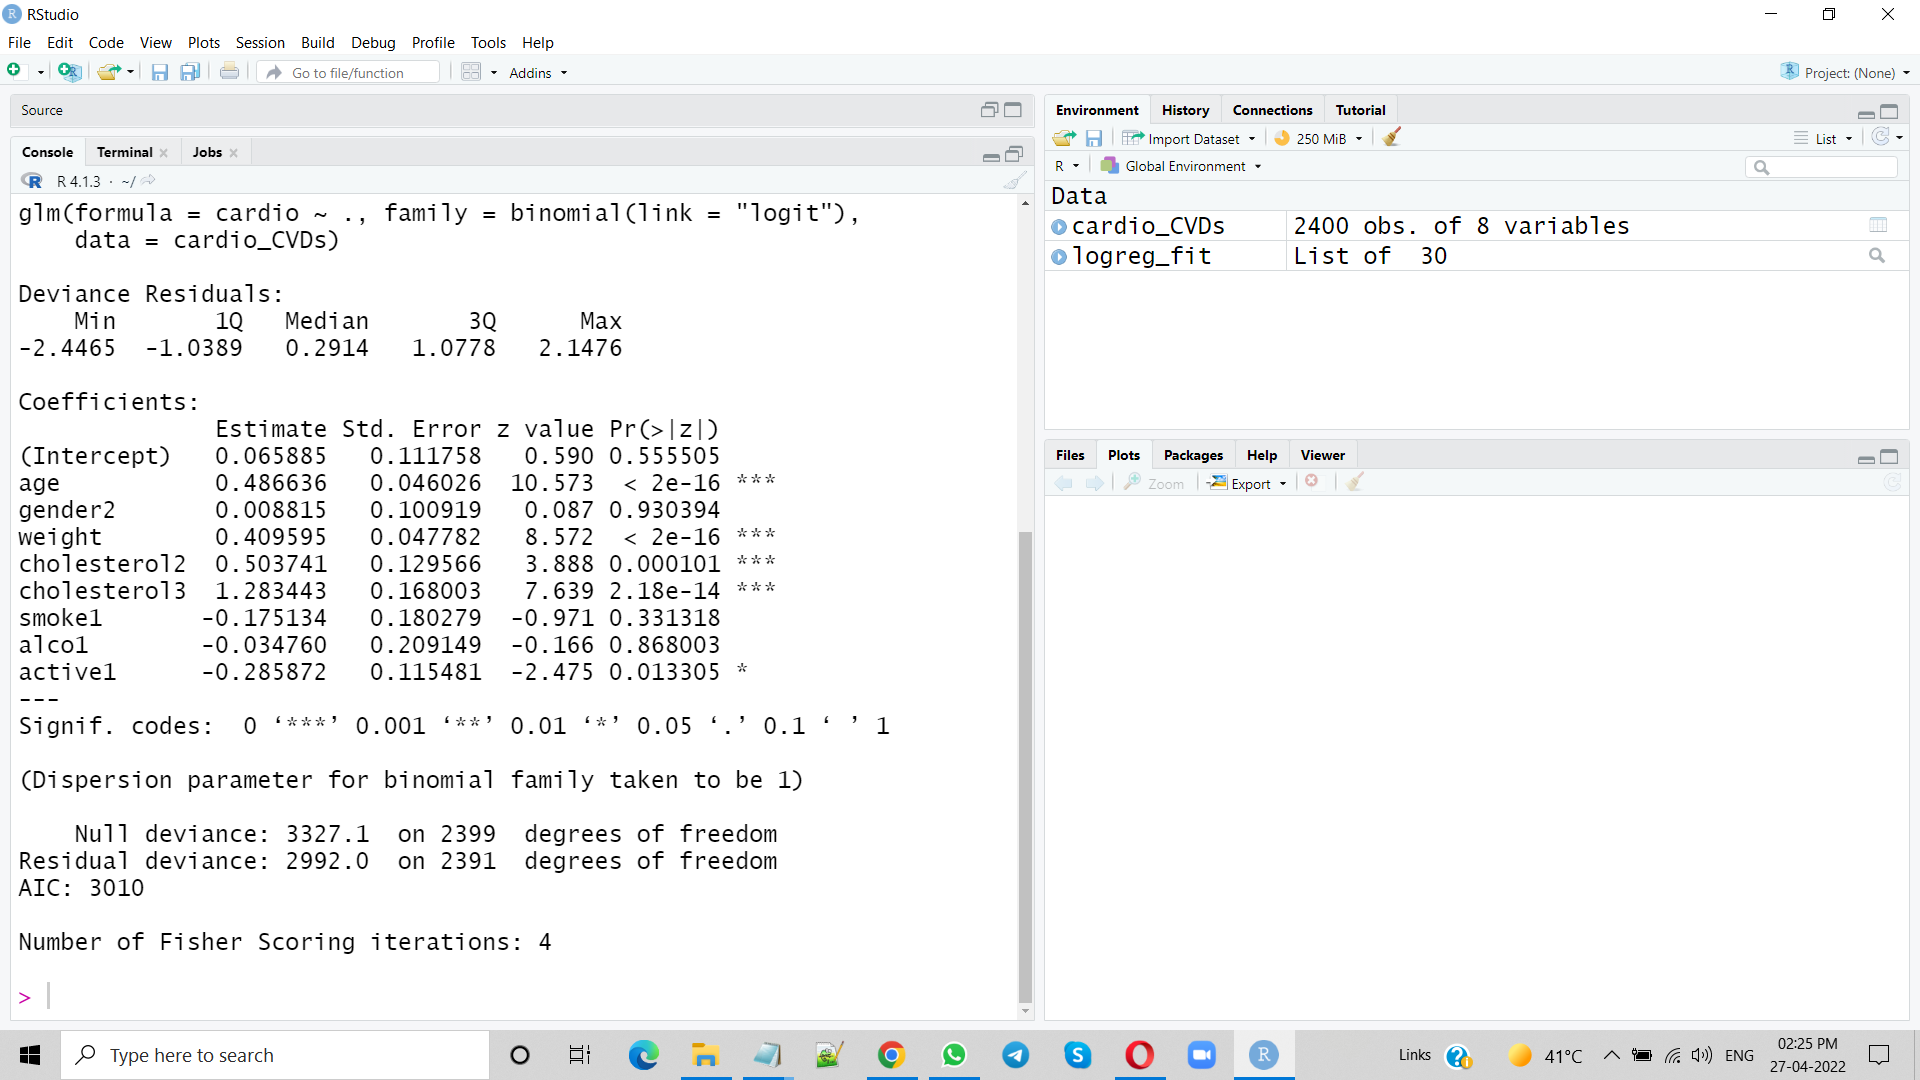 RStudio
File Edit Code View Plots Session Build Debug Profile Tools Help
Go to file/function Addins Project: (None)
Source
Console Terminal Jobs
R 4.1.3 · ~/
glm(formula = cardio ~ ., family = binomial(link = "logit"),
    data = cardio_CVDs)
Deviance Residuals:
    Min       1Q   Median       3Q      Max
-2.4465  -1.0389   0.2914   1.0778   2.1476
Coefficients:
              Estimate Std. Error z value Pr(>|z|)
(Intercept)   0.065885   0.111758   0.590 0.555505
age           0.486636   0.046026  10.573  < 2e-16 ***
gender2       0.008815   0.100919   0.087 0.930394
weight        0.409595   0.047782   8.572  < 2e-16 ***
cholesterol2  0.503741   0.129566   3.888 0.000101 ***
cholesterol3  1.283443   0.168003   7.639 2.18e-14 ***
smoke1       -0.175134   0.180279  -0.971 0.331318
alco1        -0.034760   0.209149  -0.166 0.868003
active1      -0.285872   0.115481  -2.475 0.013305 *
---
Signif. codes:  0 ‘***’ 0.001 ‘**’ 0.01 ‘*’ 0.05 ‘.’ 0.1 ‘ ’ 1
(Dispersion parameter for binomial family taken to be 1)
    Null deviance: 3327.1  on 2399  degrees of freedom
Residual deviance: 2992.0  on 2391  degrees of freedom
AIC: 3010
Number of Fisher Scoring iterations: 4
>
Environment History Connections Tutorial
Import Dataset 250 MiB List
R Global Environment
Data
cardio_CVDs 2400 obs. of 8 variables
logreg_fit List of  30
Files Plots Packages Help Viewer
Zoom Export
Type here to search
Links 41°C ENG 02:25 PM
27-04-2022